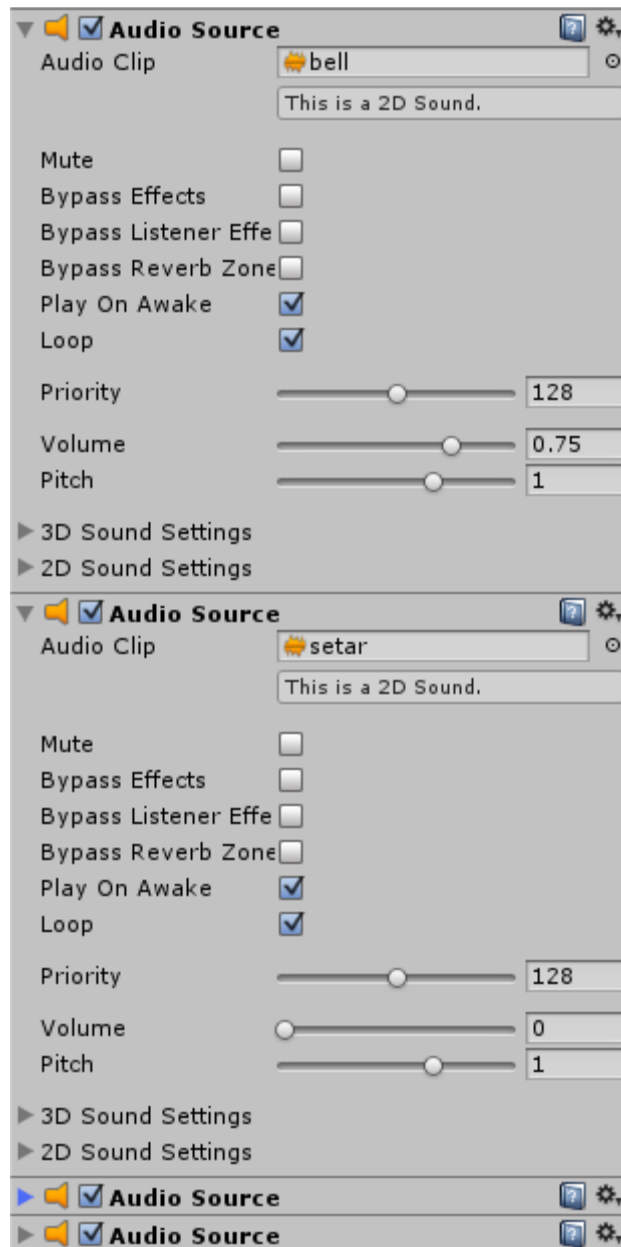 Audio Source
Audio Clip bell
This is a 2D Sound.
Mute
Bypass Effects
Bypass Listener Effe
Bypass Reverb Zone
Play On Awake
Loop
Priority 128
Volume 0.75
Pitch 1
3D Sound Settings
2D Sound Settings
Audio Source
Audio Clip setar
This is a 2D Sound.
Mute
Bypass Effects
Bypass Listener Effe
Bypass Reverb Zone
Play On Awake
Loop
Priority 128
Volume 0
Pitch 1
3D Sound Settings
2D Sound Settings
Audio Source
Audio Source